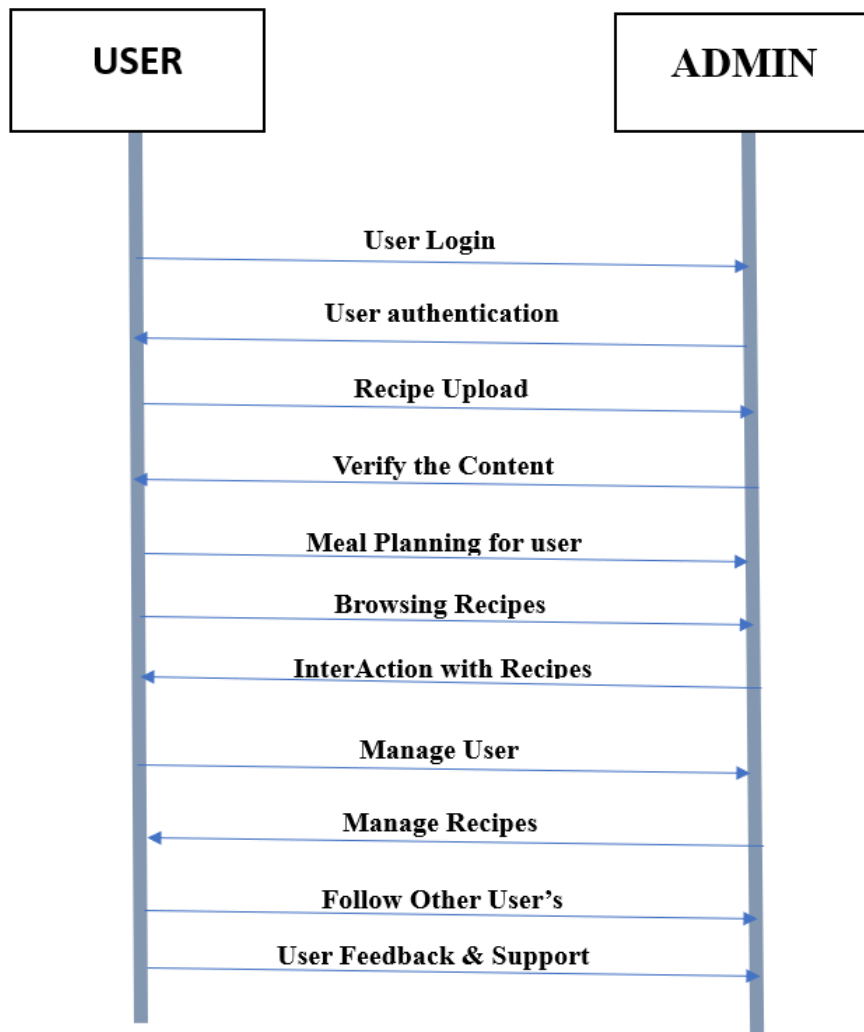 USER
ADMIN
User Login
User authentication
Recipe Upload
Verify the Content
Meal Planning for user
Browsing Recipes
InterAction with Recipes
Manage User
Manage Recipes
Follow Other User’s
User Feedback & Support